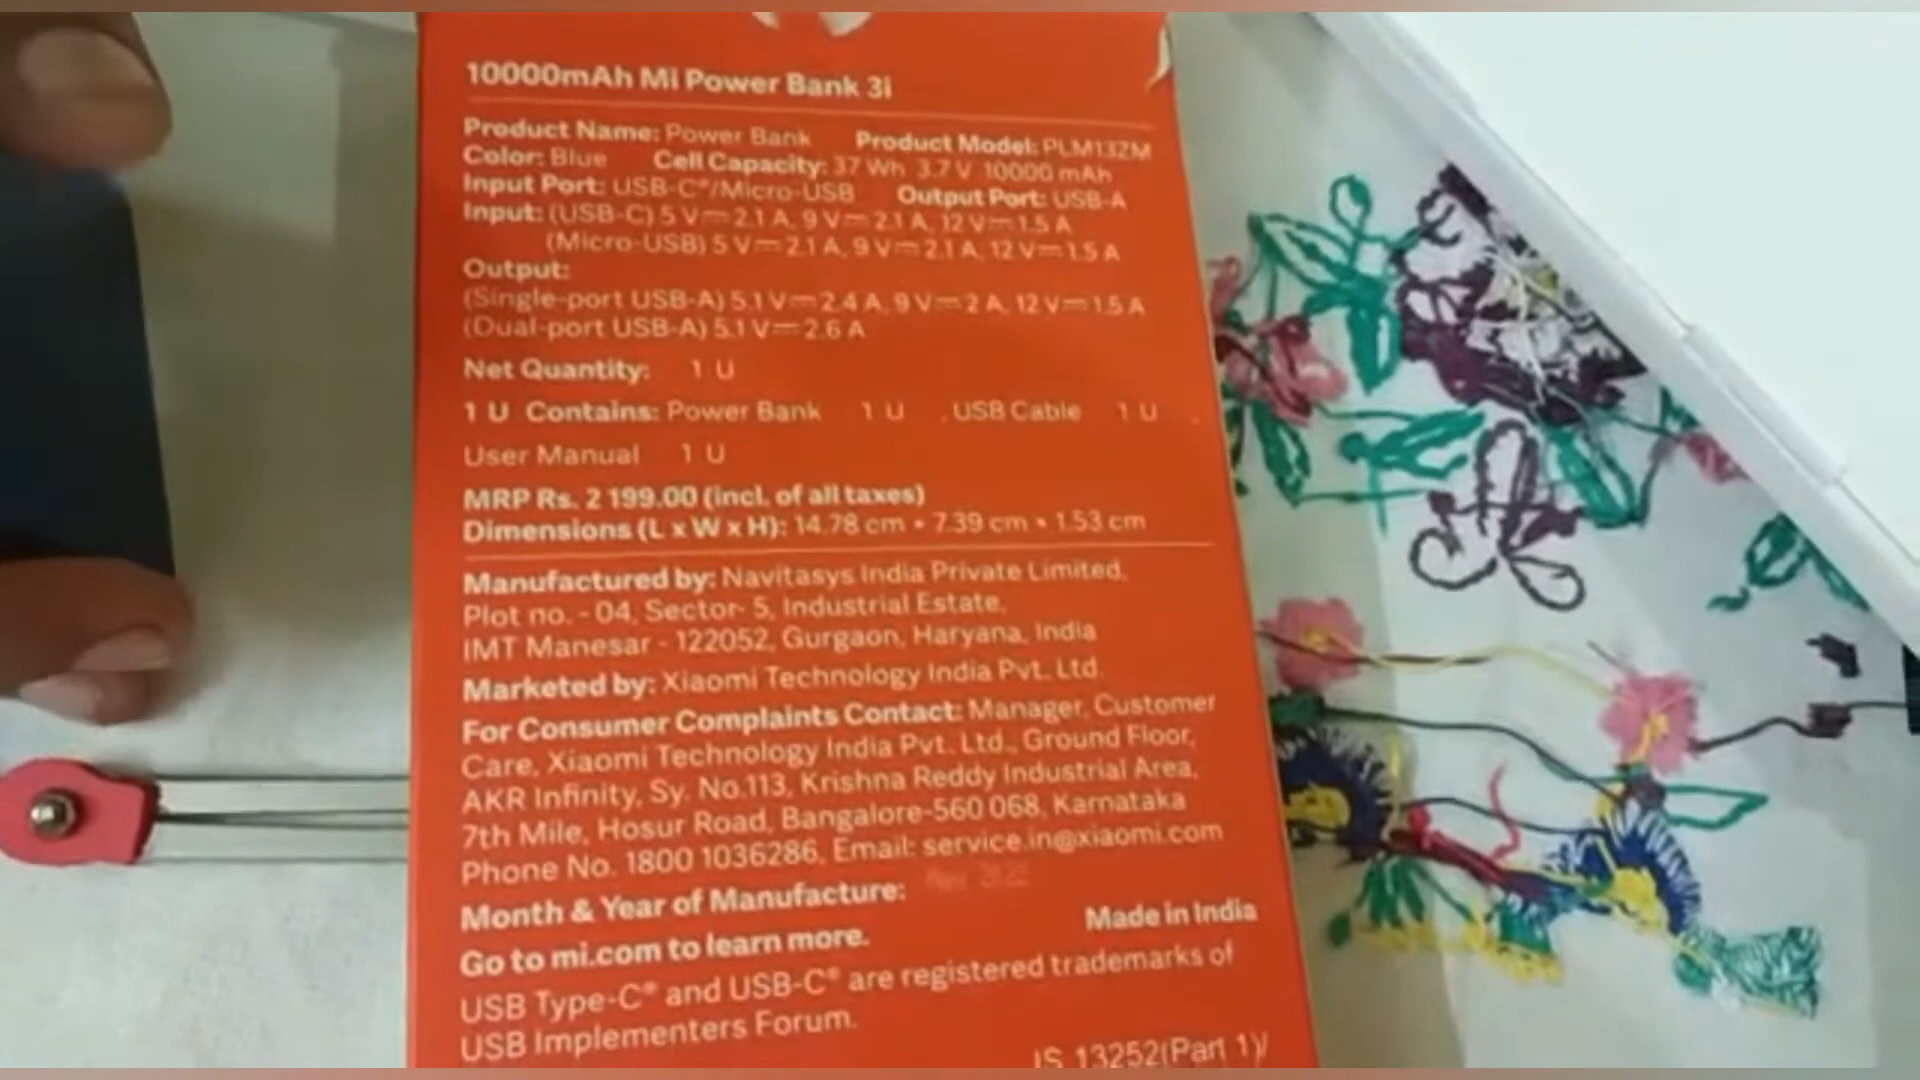 10000mAh Mi Power Bank 3i
Product Name: Power Bank Product Model: PLM13ZM
Color: Blue Cell Capacity: 37 Wh 3.7 V 10000 mAh
Input Port: USB-C®/Micro-USB Output Port: USB-A
Input: (USB-C) 5 V⎓2.1 A, 9 V⎓2.1 A, 12 V⎓1.5 A
(Micro-USB) 5 V⎓2.1 A, 9 V⎓2.1 A, 12 V⎓1.5 A
Output:
(Single-port USB-A) 5.1 V⎓2.4 A, 9 V⎓2 A, 12 V⎓1.5 A
(Dual-port USB-A) 5.1 V⎓2.6 A
Net Quantity: 1 U
1 U Contains: Power Bank 1 U , USB Cable 1 U ,
User Manual 1 U
MRP Rs. 2 199.00 (incl. of all taxes)
Dimensions (L x W x H): 14.78 cm • 7.39 cm • 1.53 cm
Manufactured by: Navitasys India Private Limited,
Plot no. - 04, Sector- 5, Industrial Estate,
IMT Manesar - 122052, Gurgaon, Haryana, India
Marketed by: Xiaomi Technology India Pvt. Ltd.
For Consumer Complaints Contact: Manager, Customer
Care, Xiaomi Technology India Pvt. Ltd., Ground Floor,
AKR Infinity, Sy. No.113, Krishna Reddy Industrial Area,
7th Mile, Hosur Road, Bangalore-560 068, Karnataka
Phone No. 1800 1036286, Email: service.in@xiaomi.com
Month & Year of Manufacture:
Made in India
Go to mi.com to learn more.
USB Type-C® and USB-C® are registered trademarks of
USB Implementers Forum.
IS 13252(Part 1)/